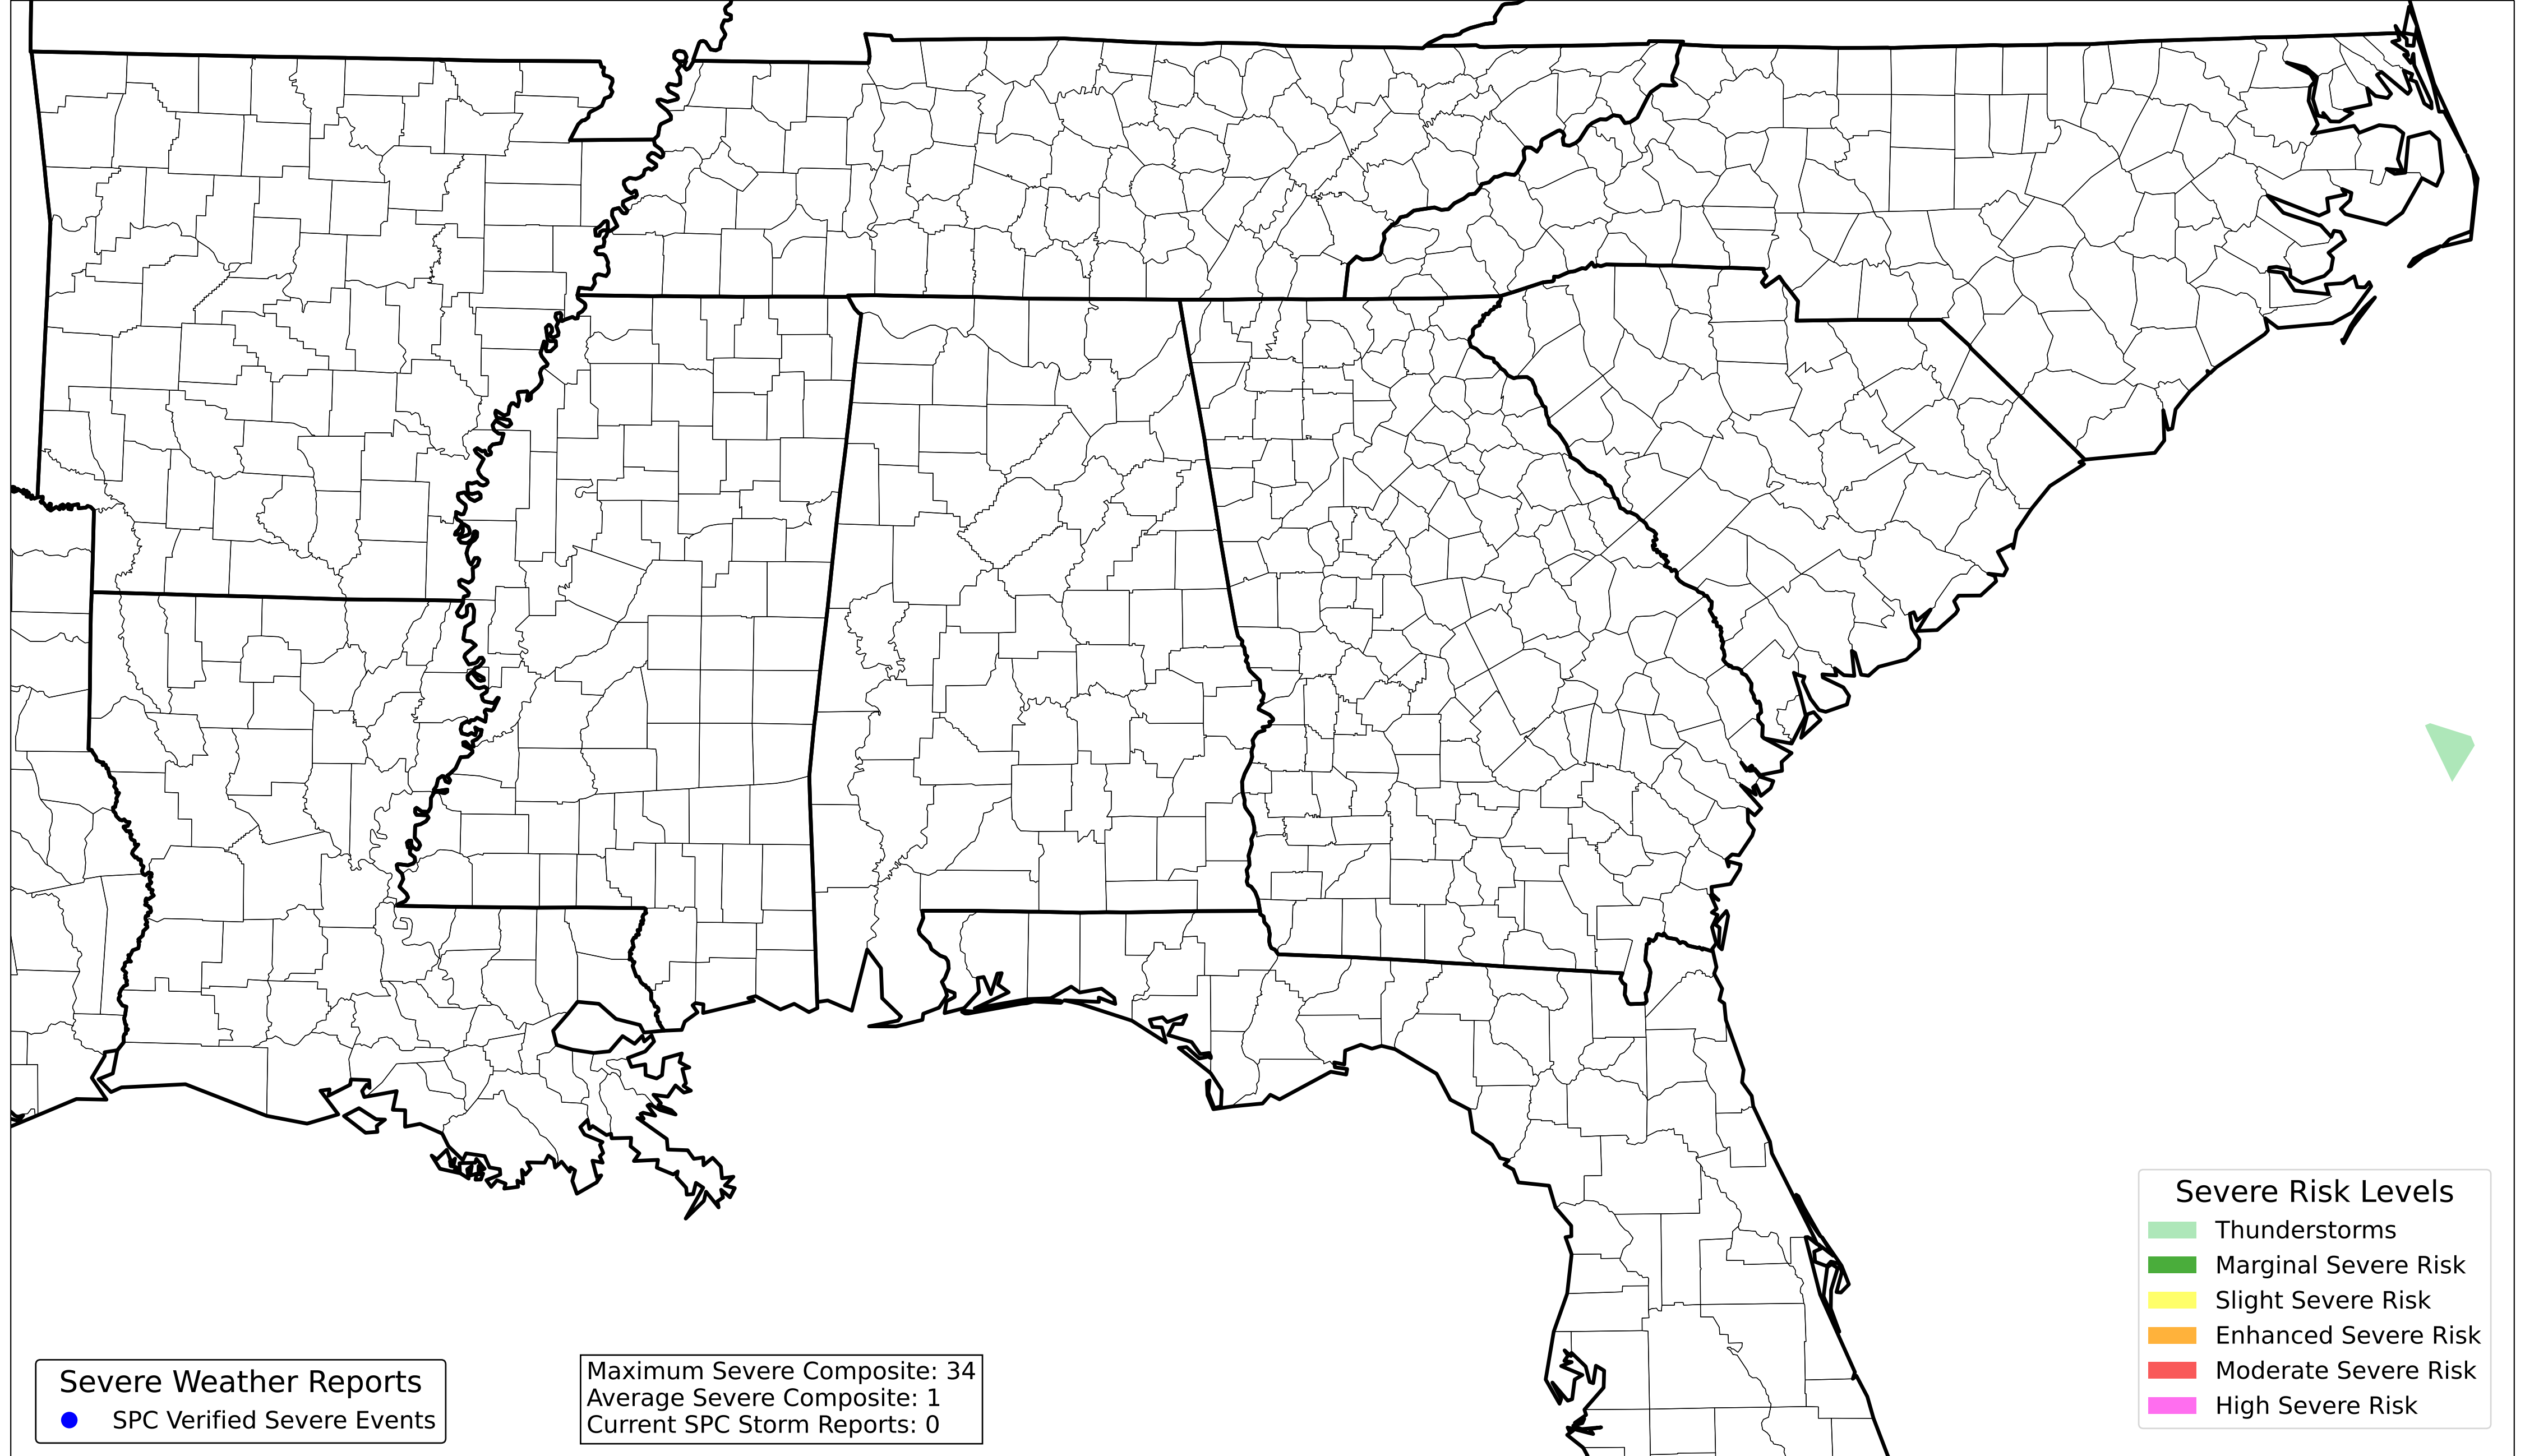 Severe Risk Levels
Thunderstorms
Marginal Severe Risk
Slight Severe Risk
Enhanced Severe Risk
Moderate Severe Risk
High Severe Risk
Severe Weather Reports
SPC Verified Severe Events
Maximum Severe Composite: 34
Average Severe Composite: 1
Current SPC Storm Reports: 0